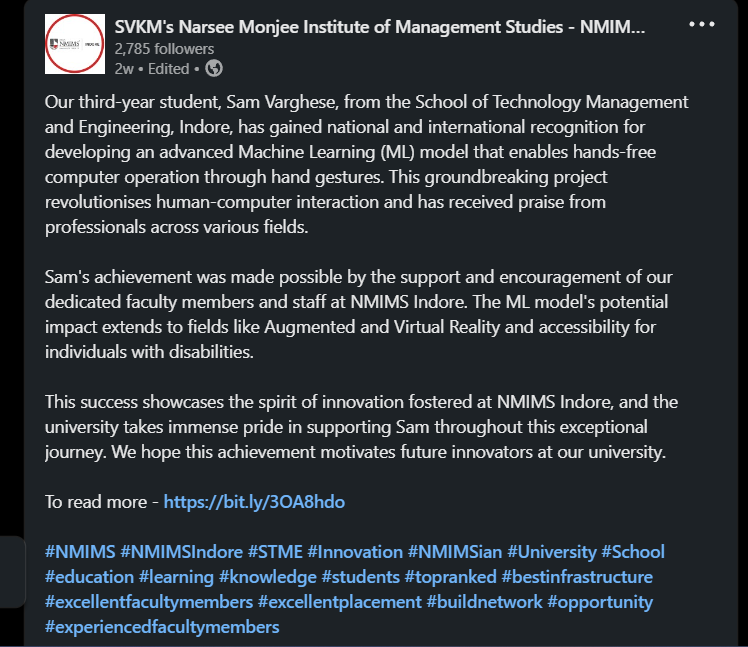 SVKM's Narsee Monjee Institute of Management Studies - NMIM...
2,785 followers
2w • Edited •
Our third-year student, Sam Varghese, from the School of Technology Management
and Engineering, Indore, has gained national and international recognition for
developing an advanced Machine Learning (ML) model that enables hands-free
computer operation through hand gestures. This groundbreaking project
revolutionises human-computer interaction and has received praise from
professionals across various fields.
Sam's achievement was made possible by the support and encouragement of our
dedicated faculty members and staff at NMIMS Indore. The ML model's potential
impact extends to fields like Augmented and Virtual Reality and accessibility for
individuals with disabilities.
This success showcases the spirit of innovation fostered at NMIMS Indore, and the
university takes immense pride in supporting Sam throughout this exceptional
journey. We hope this achievement motivates future innovators at our university.
To read more - https://bit.ly/3OA8hdo
#NMIMS #NMIMSIndore #STME #Innovation #NMIMSian #University #School
#education #learning #knowledge #students #topranked #bestinfrastructure
#excellentfacultymembers #excellentplacement #buildnetwork #opportunity
#experiencedfacultymembers